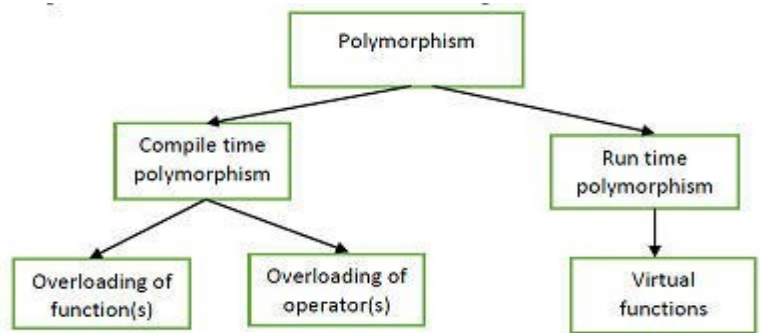 Polymorphism
Compile time
polymorphism
Run time
polymorphism
Overloading of
function(s)
Overloading of
operator(s)
Virtual
functions